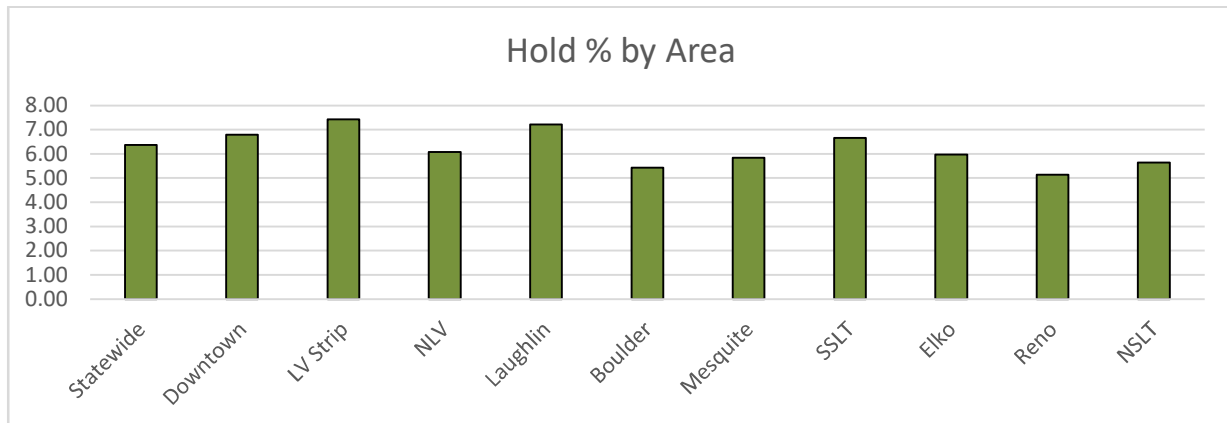 Hold % by Area
8.00
7.00
6.00
5.00
4.00
3.00
2.00
1.00
0.00
Statewide
Downtown
LV Strip
NLV
Laughlin
Boulder
Mesquite
SSLT
Elko
Reno
NSLT